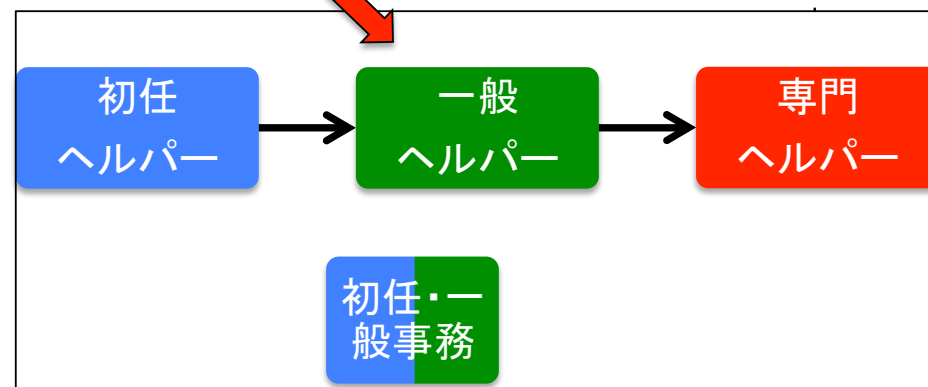 初任
ヘルパー
一般
ヘルパー
専門
ヘルパー
初任・一
般事務